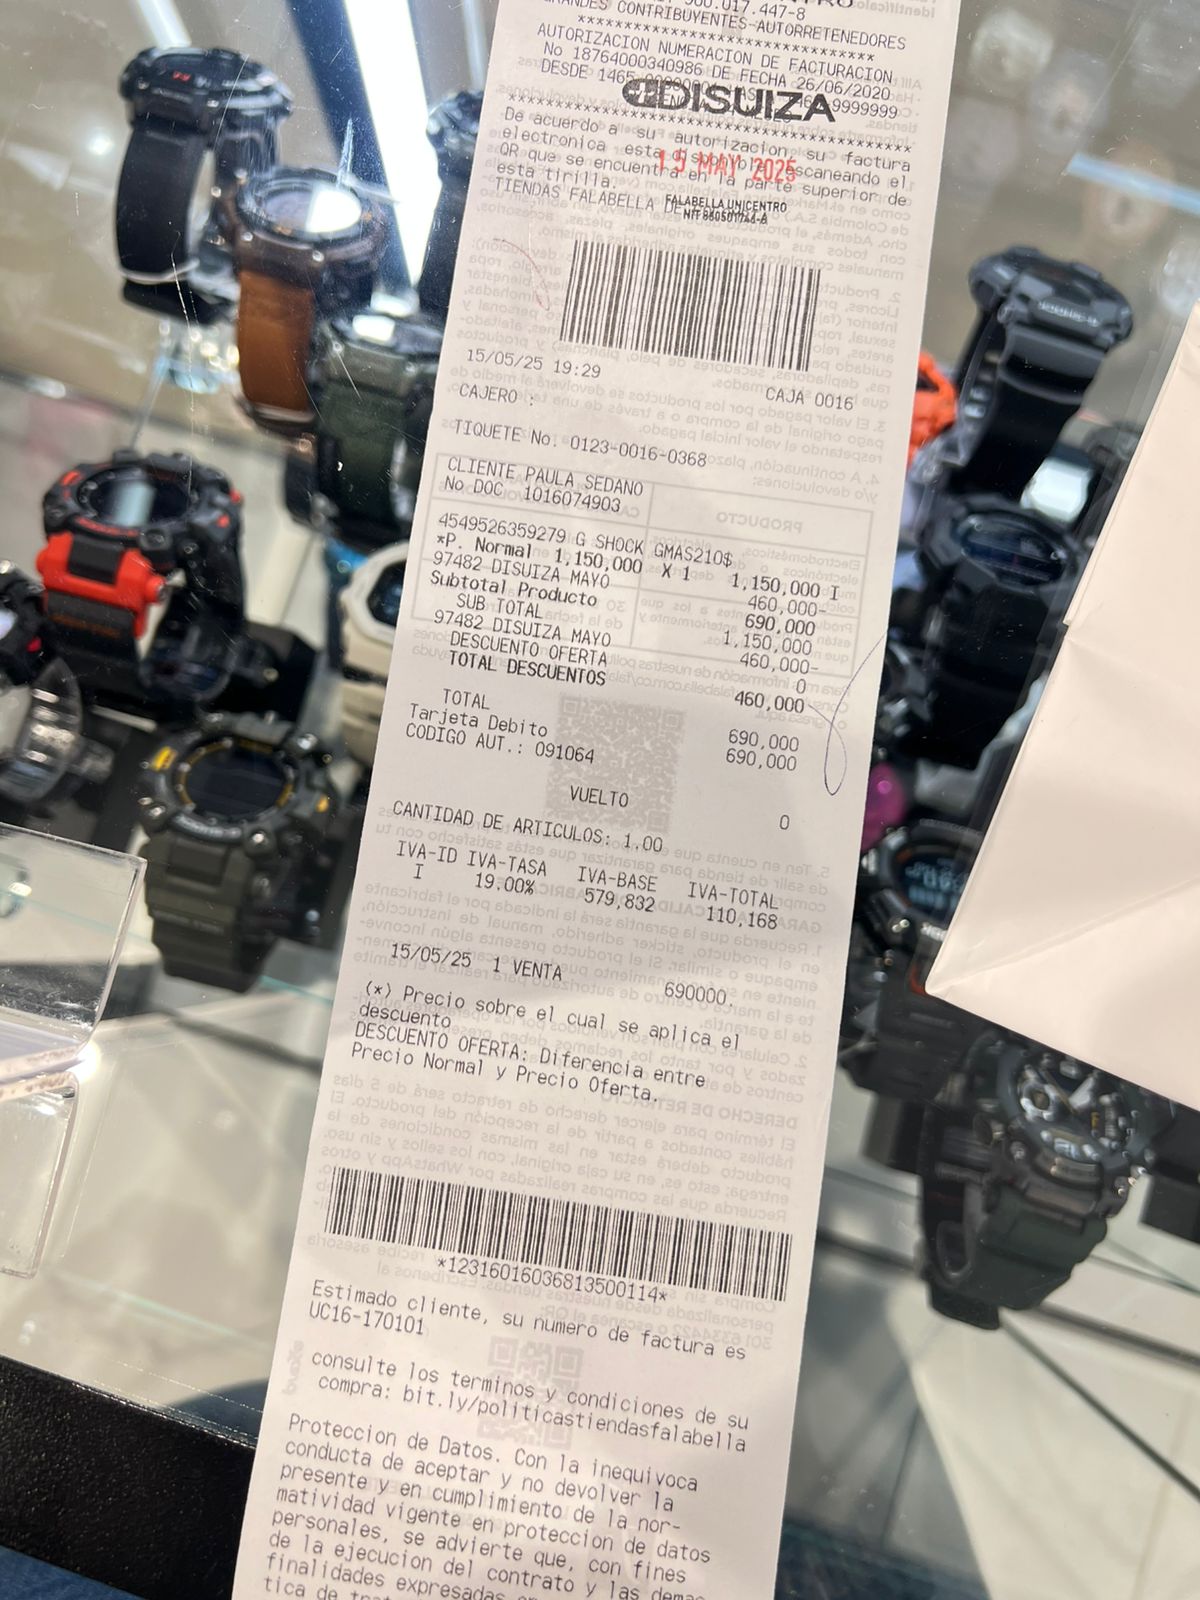 900.017.447-8
GRANDES CONTRIBUYENTES-AUTORRETENEDORES
**********************************
AUTORIZACION NUMERACION DE FACTURACION
No 18764000340986 DE FECHA 26/06/2020
DESDE 1465
9999999
DISUIZA
De acuerdo a su autorizacion su factura
electronica esta disponible escaneando el
QR que se encuentra en la parte superior de
esta tirilla.
15 MAY 2025
TIENDAS FALABELLA
FALABELLA UNICENTRO
15/05/25 19:29
CAJA 0016
CAJERO :
TIQUETE No. 0123-0016-0368
CLIENTE PAULA SEDANO
No DOC 1016074903
4549526359279 G SHOCK GMAS210$ 1,150,000 I
*P. Normal 1,150,000 X 1
97482 DISUIZA MAYO 460,000-
Subtotal Producto 690,000
SUB TOTAL 1,150,000
97482 DISUIZA MAYO 460,000-
DESCUENTO OFERTA 0
TOTAL DESCUENTOS 460,000
TOTAL 690,000
Tarjeta Debito 690,000
CODIGO AUT.: 091064
VUELTO 0
CANTIDAD DE ARTICULOS: 1.00
IVA-ID IVA-TASA IVA-BASE IVA-TOTAL
I 19.00% 579,832 110,168
15/05/25 1 VENTA 690000.
(*) Precio sobre el cual se aplica el
descuento
DESCUENTO OFERTA: Diferencia entre
Precio Normal y Precio Oferta.
*12316016036813500114*
Estimado cliente, su numero de factura es
UC16-170101
consulte los terminos y condiciones de su
compra: bit.ly/politicastiendasfalabella
Proteccion de Datos. Con la inequivoca
conducta de aceptar y no devolver la
presente y en cumplimiento de la nor-
matividad vigente en proteccion de datos
personales, se advierte que, con fines
de la ejecucion del contrato y las demas
finalidades expresadas